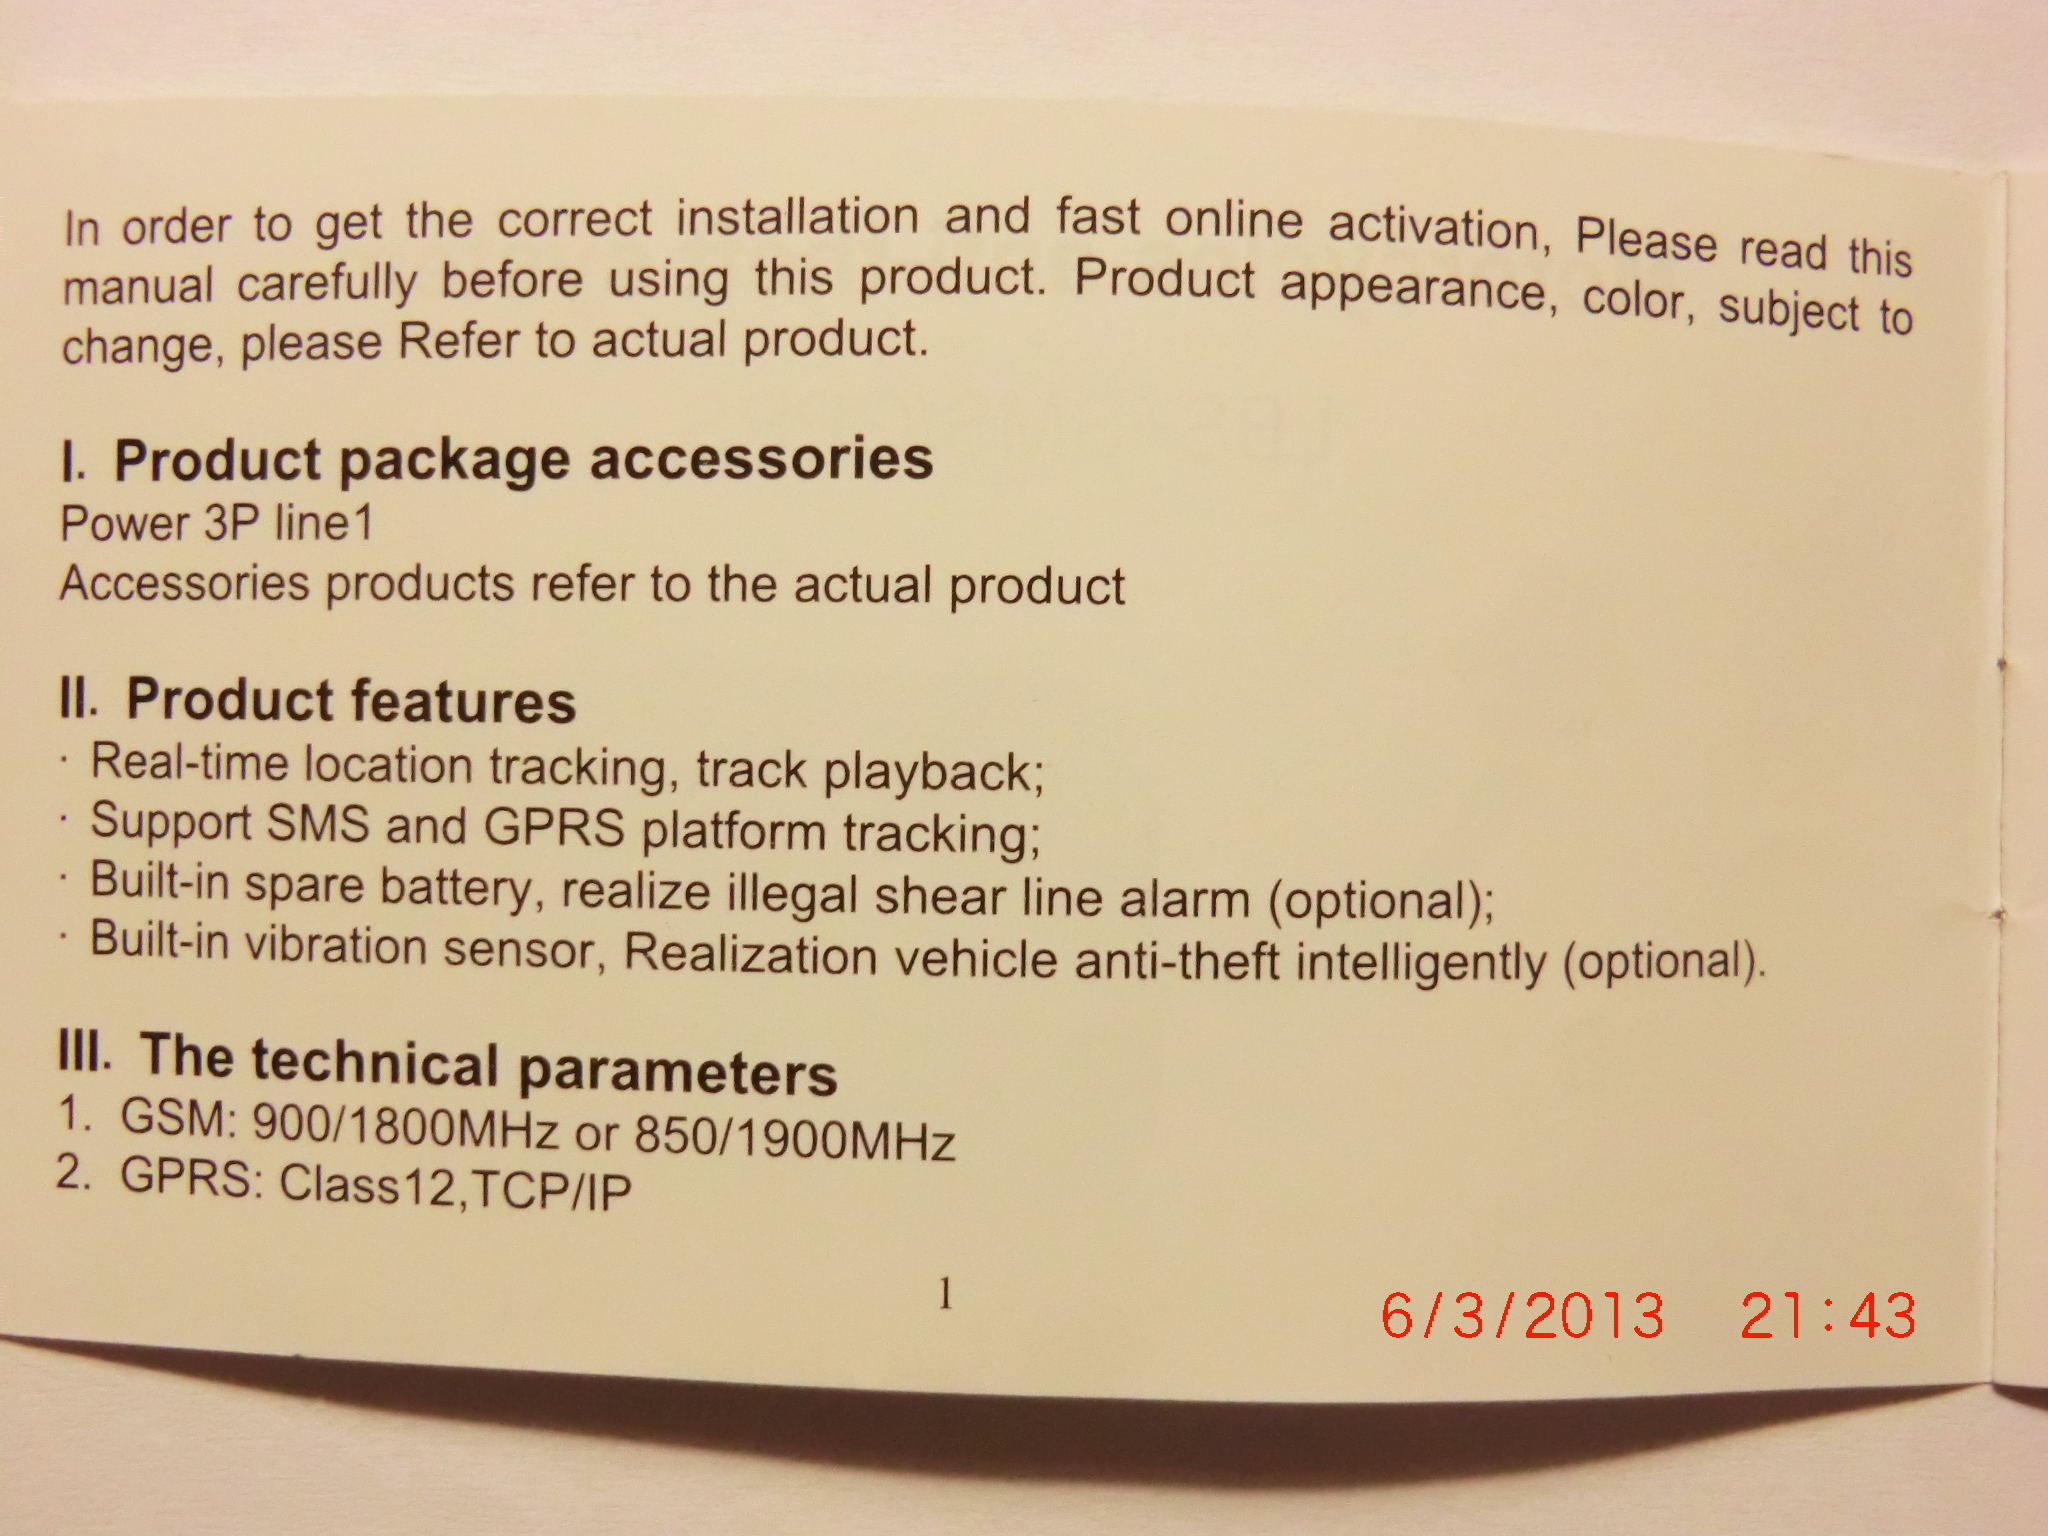 In order to get the correct installation and fast online activation, Please read this
manual carefully before using this product. Product appearance, color, subject to
change, please Refer to actual product.
I. Product package accessories
Power 3P line1
Accessories products refer to the actual product
II. Product features
· Real-time location tracking, track playback;
· Support SMS and GPRS platform tracking;
· Built-in spare battery, realize illegal shear line alarm (optional);
· Built-in vibration sensor, Realization vehicle anti-theft intelligently (optional).
III. The technical parameters
1. GSM: 900/1800MHz or 850/1900MHz
2. GPRS: Class12,TCP/IP
1
6/3/2013 21:43